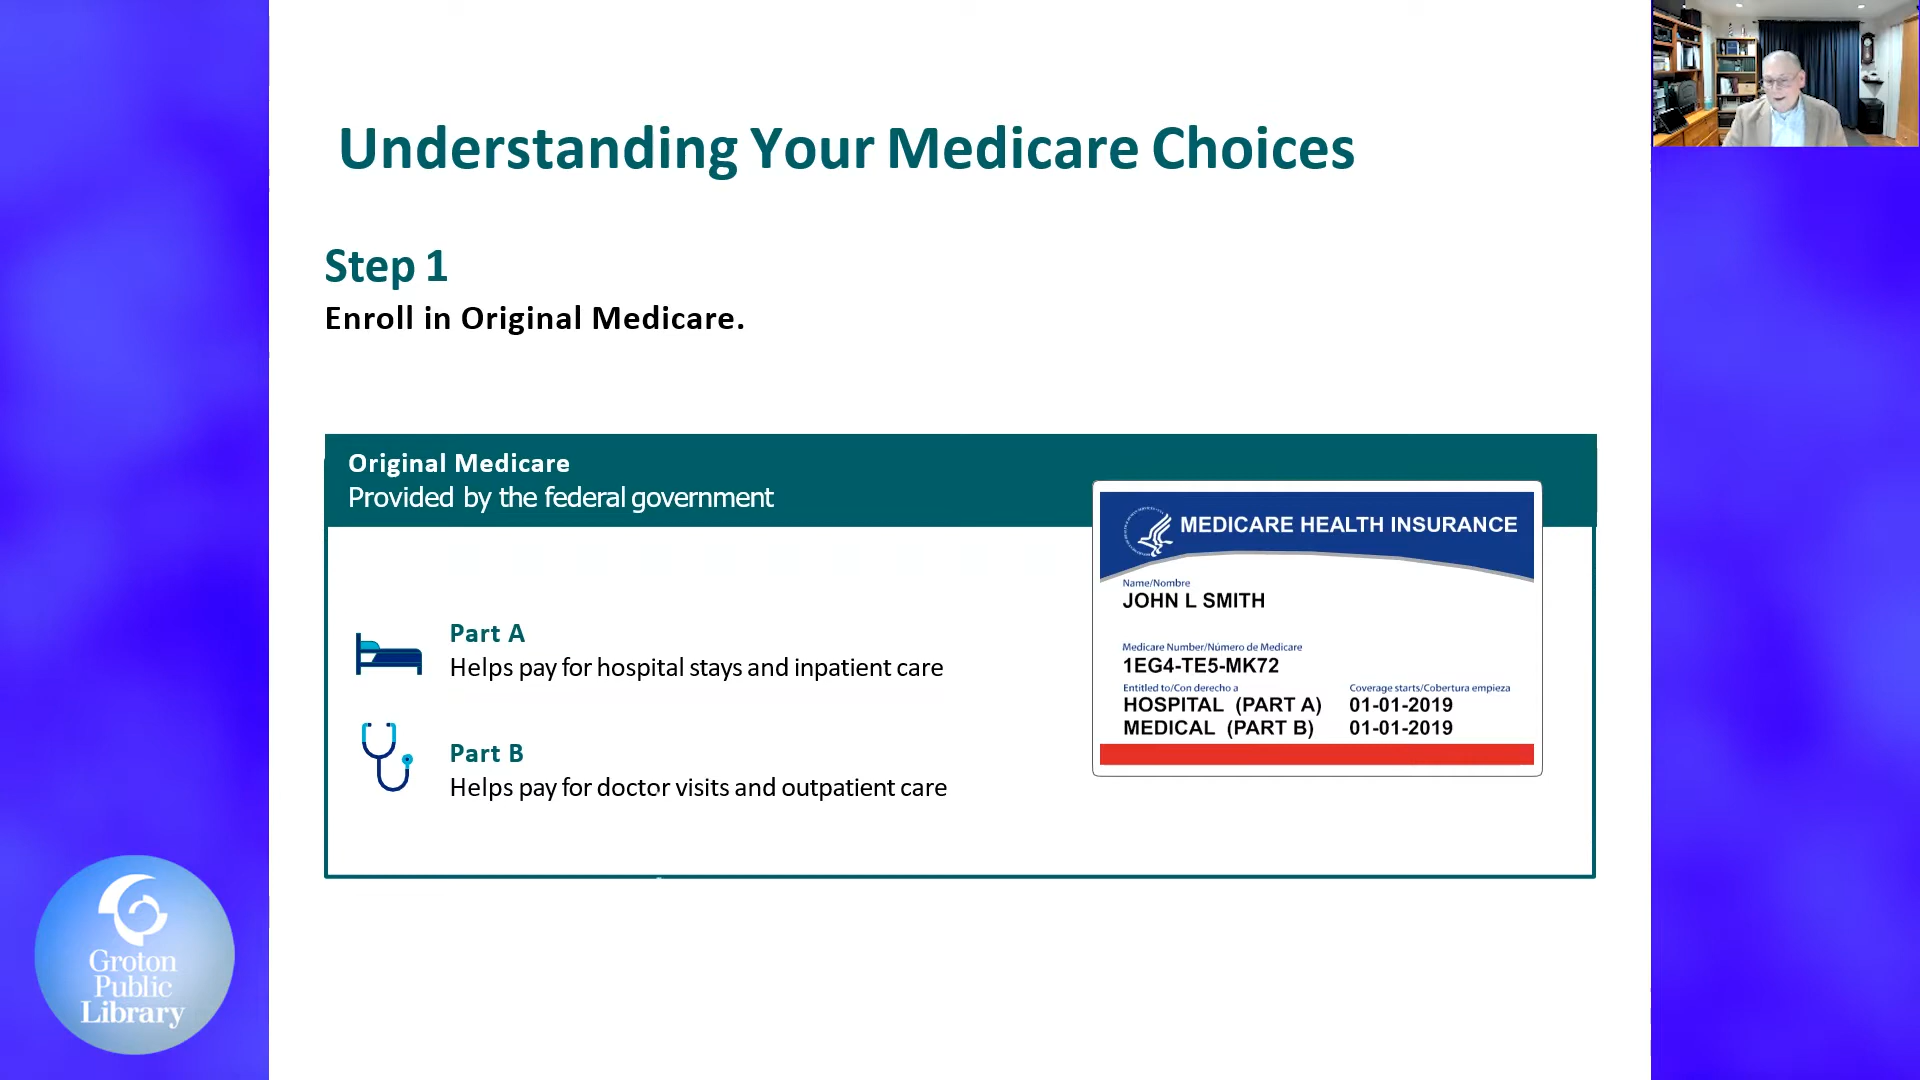 Understanding Your Medicare Choices
Step 1
Enroll in Original Medicare.
Original Medicare
Provided by the federal government
Part A
Helps pay for hospital stays and inpatient care
Part B
Helps pay for doctor visits and outpatient care
MEDICARE HEALTH INSURANCE
Name/Nombre
JOHN L SMITH
Medicare Number/Número de Medicare
1EG4-TE5-MK72
Entitled to/Con derecho a Coverage starts/Cobertura empieza
HOSPITAL (PART A) 01-01-2019
MEDICAL (PART B) 01-01-2019
Groton
Public
Library